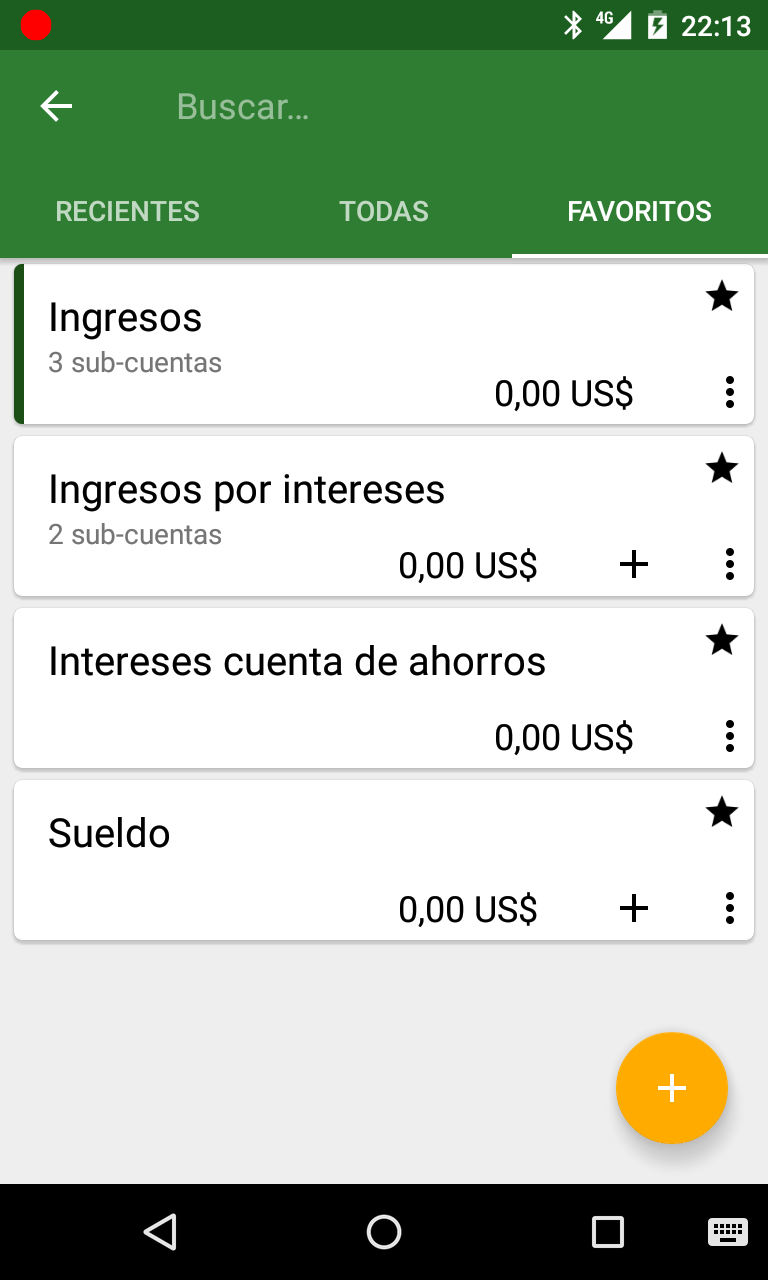 4G 22:13
Buscar...
RECIENTES TODAS FAVORITOS
Ingresos
3 sub-cuentas
0,00 US$
Ingresos por intereses
2 sub-cuentas
0,00 US$
Intereses cuenta de ahorros
0,00 US$
Sueldo
0,00 US$